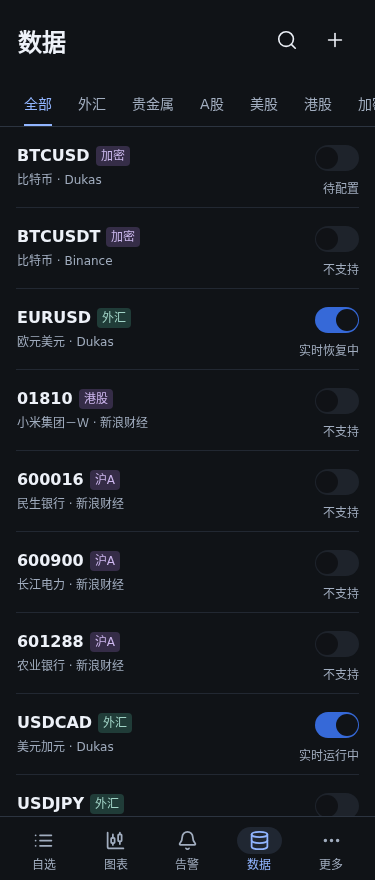 数据
全部 外汇 贵金属 A股 美股 港股 加
BTCUSD 加密
比特币 · Dukas
待配置
BTCUSDT 加密
比特币 · Binance
不支持
EURUSD 外汇
欧元美元 · Dukas
实时恢复中
01810 港股
小米集团－W · 新浪财经
不支持
600016 沪A
民生银行 · 新浪财经
不支持
600900 沪A
长江电力 · 新浪财经
不支持
601288 沪A
农业银行 · 新浪财经
不支持
USDCAD 外汇
美元加元 · Dukas
实时运行中
USDJPY 外汇
自选 图表 告警 数据 更多